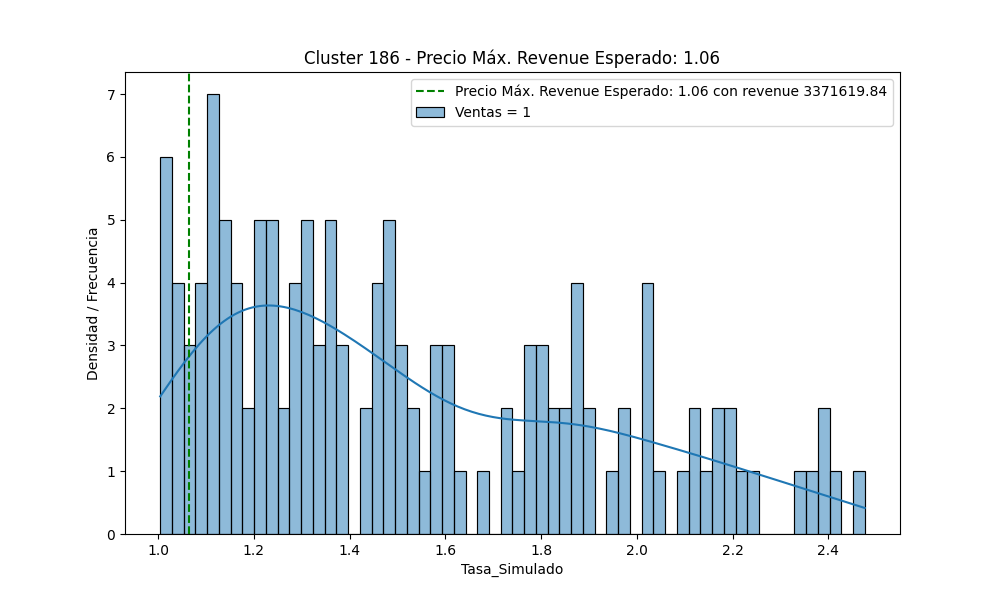 Cluster 186 - Precio Máx. Revenue Esperado: 1.06
Precio Máx. Revenue Esperado: 1.06 con revenue 3371619.84
Ventas = 1
Densidad / Frecuencia
7
6
5
4
3
2
1
0
1.0 1.2 1.4 1.6 1.8 2.0 2.2 2.4
Tasa_Simulado